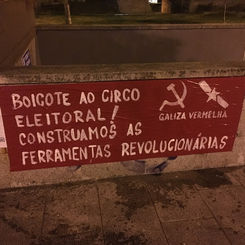 BOICOTE AO CIRCO
ELEITORAL!
CONSTRUAMOS AS
FERRAMENTAS REVOLUCIONÁRIAS
GALIZA VERMELHA